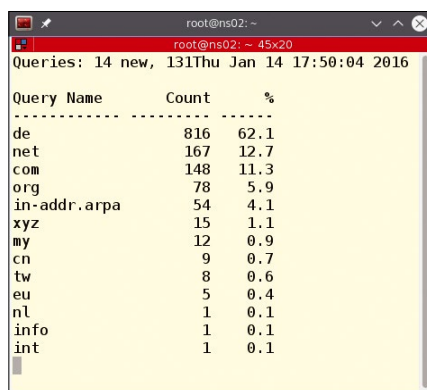 root@ns02: ~
root@ns02: ~ 45x20
Queries: 14 new, 131Thu Jan 14 17:50:04 2016
Query Name Count %
------------ --------- ------
de 816 62.1
net 167 12.7
com 148 11.3
org 78 5.9
in-addr.arpa 54 4.1
xyz 15 1.1
my 12 0.9
cn 9 0.7
tw 8 0.6
eu 5 0.4
nl 1 0.1
info 1 0.1
int 1 0.1